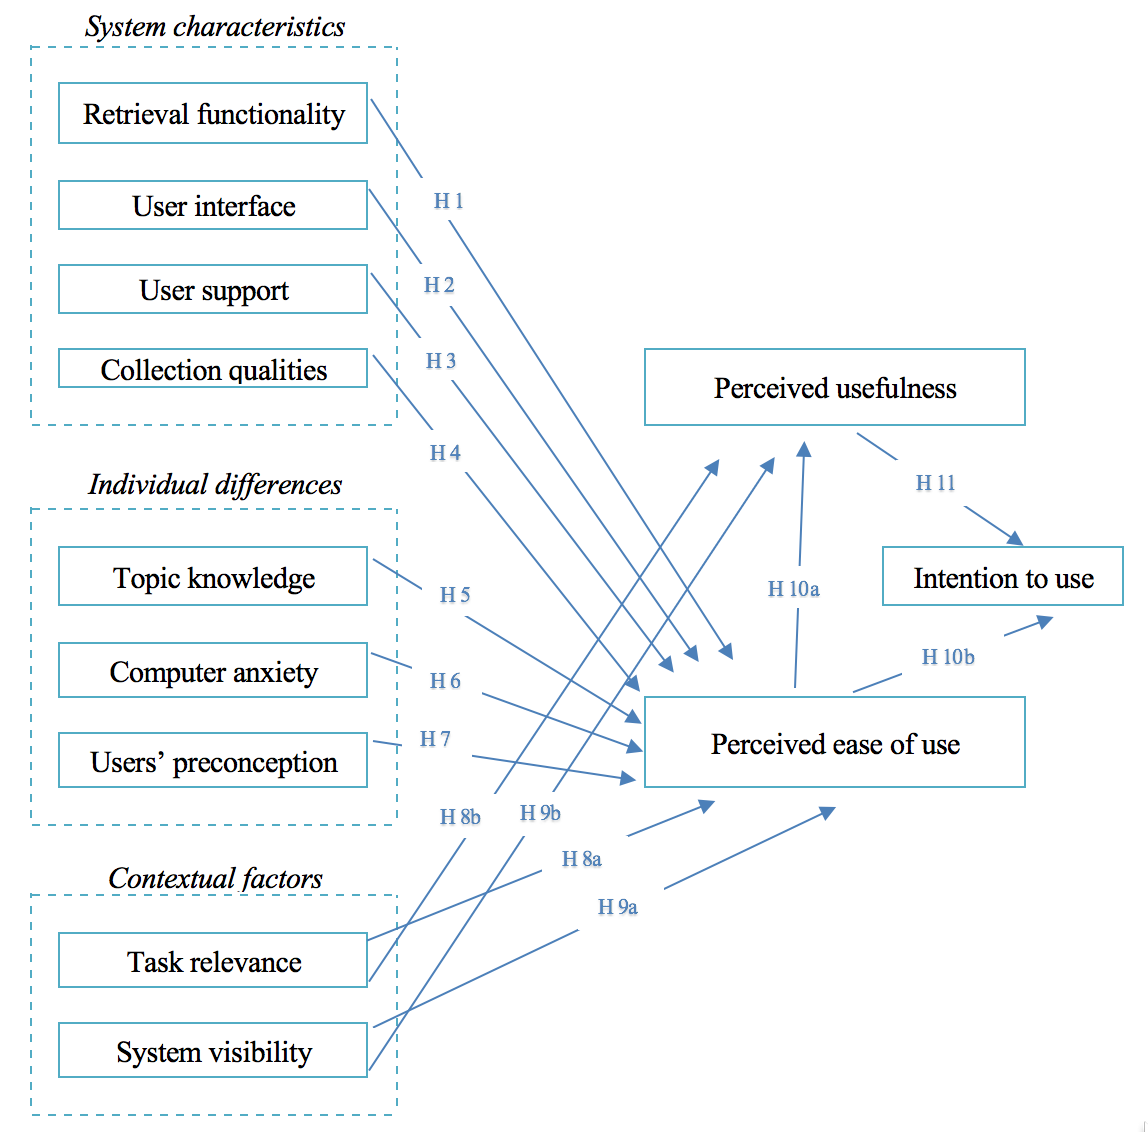 System characteristics
Retrieval functionality
User interface
User support
Collection qualities
Individual differences
Topic knowledge
Computer anxiety
Users’ preconception
Contextual factors
Task relevance
System visibility
H 1
H 2
H 3
H 4
H 5
H 6
H 7
H 8b
H 9b
H 8a
H 9a
Perceived usefulness
H 11
H 10a
Intention to use
H 10b
Perceived ease of use